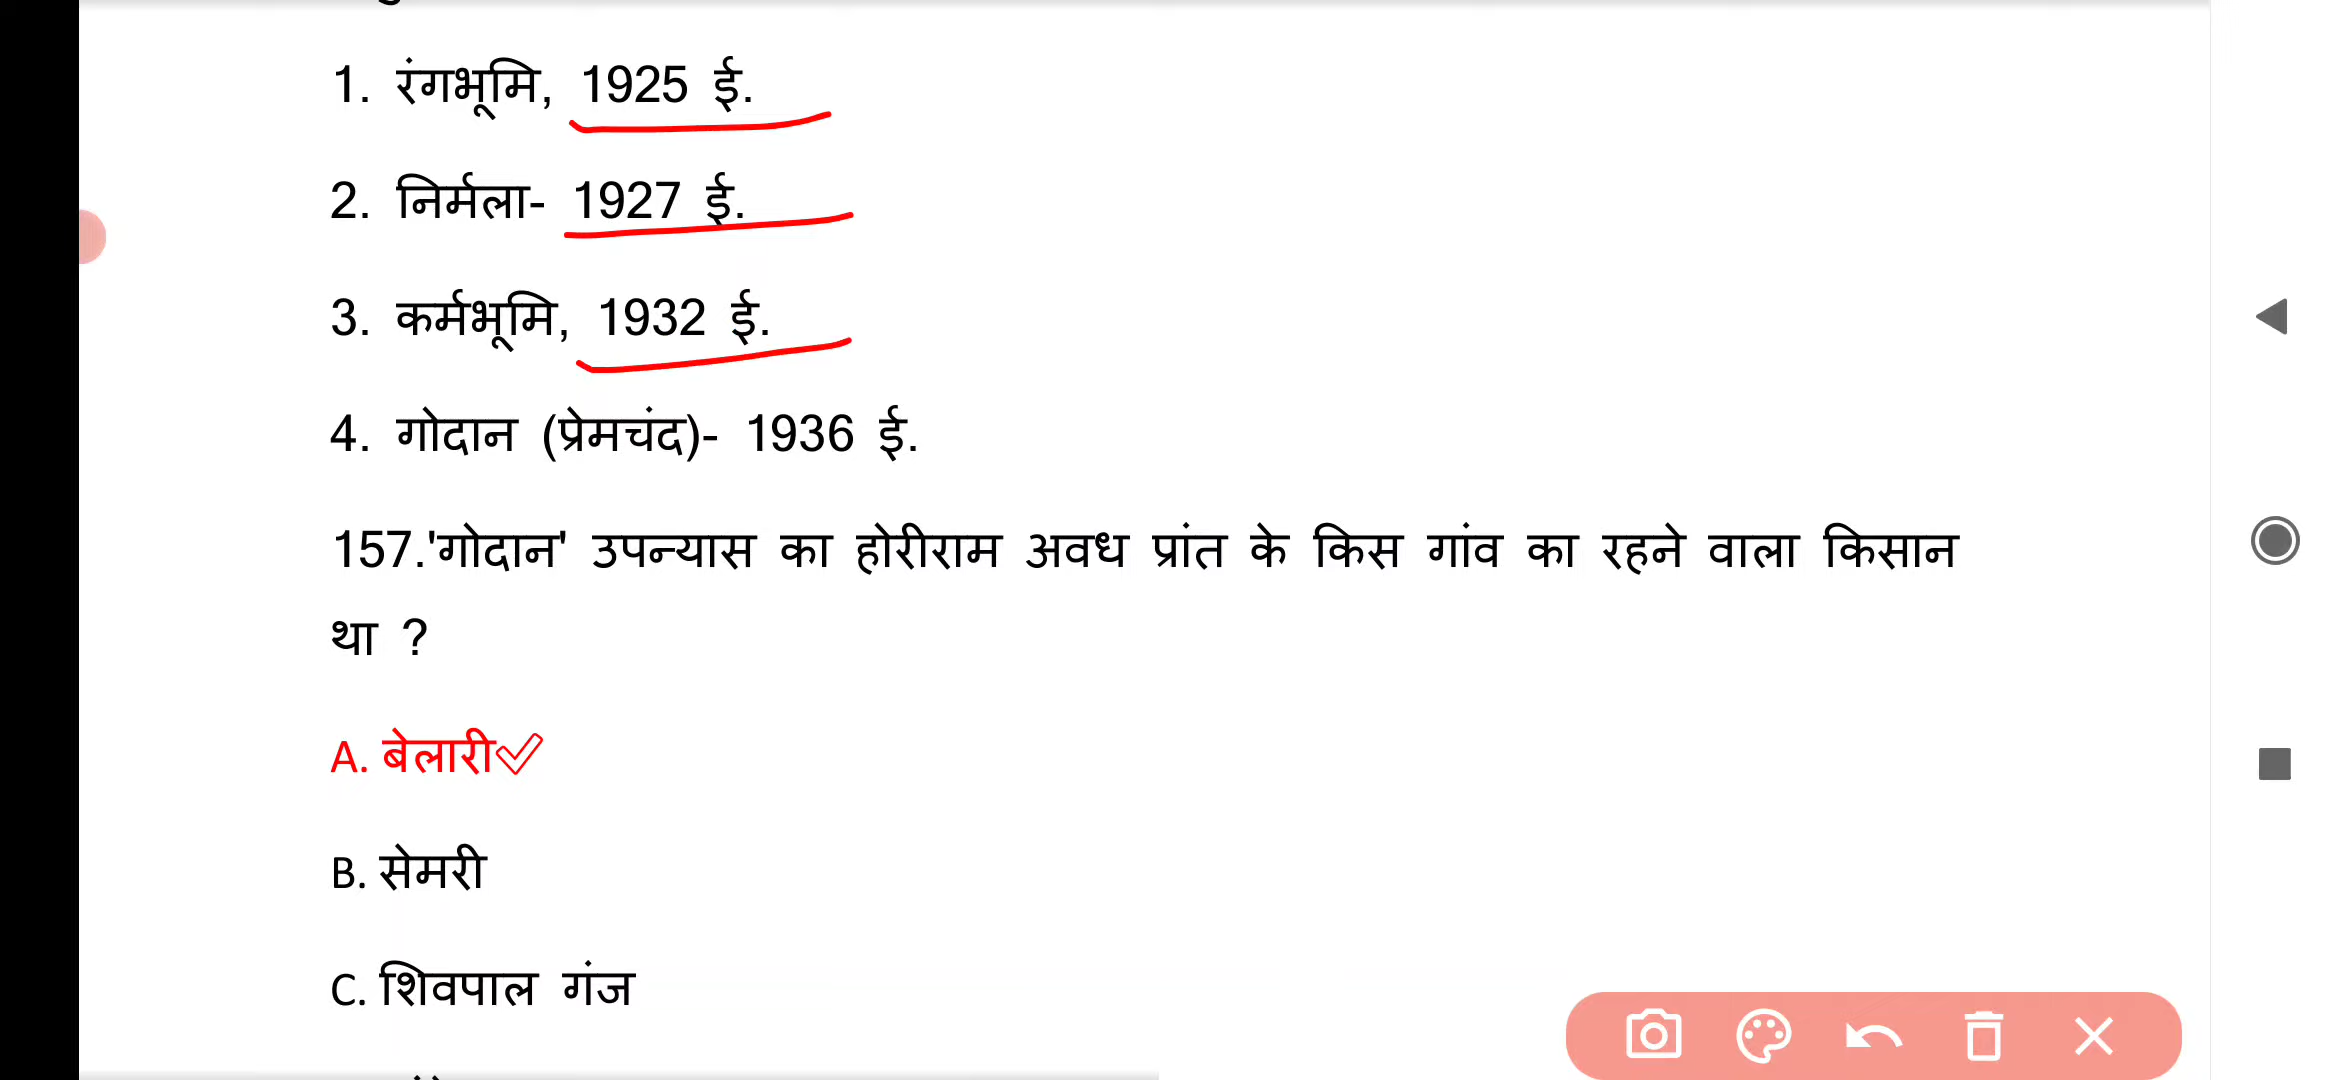 1. रंगभूमि, 1925 ई.
2. निर्मला- 1927 ई.
3. कर्मभूमि, 1932 ई.
4. गोदान (प्रेमचंद)- 1936 ई.
157.'गोदान' उपन्यास का होरीराम अवध प्रांत के किस गांव का रहने वाला किसान
था ?
A. बेलारी✓
B. सेमरी
C. शिवपाल गंज